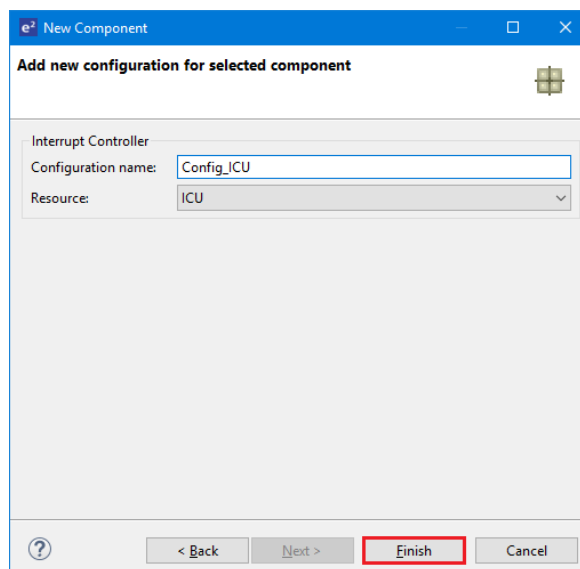 e² New Component
Add new configuration for selected component
Interrupt Controller
Configuration name: Config_ICU
Resource: ICU
? < Back Next > Finish Cancel